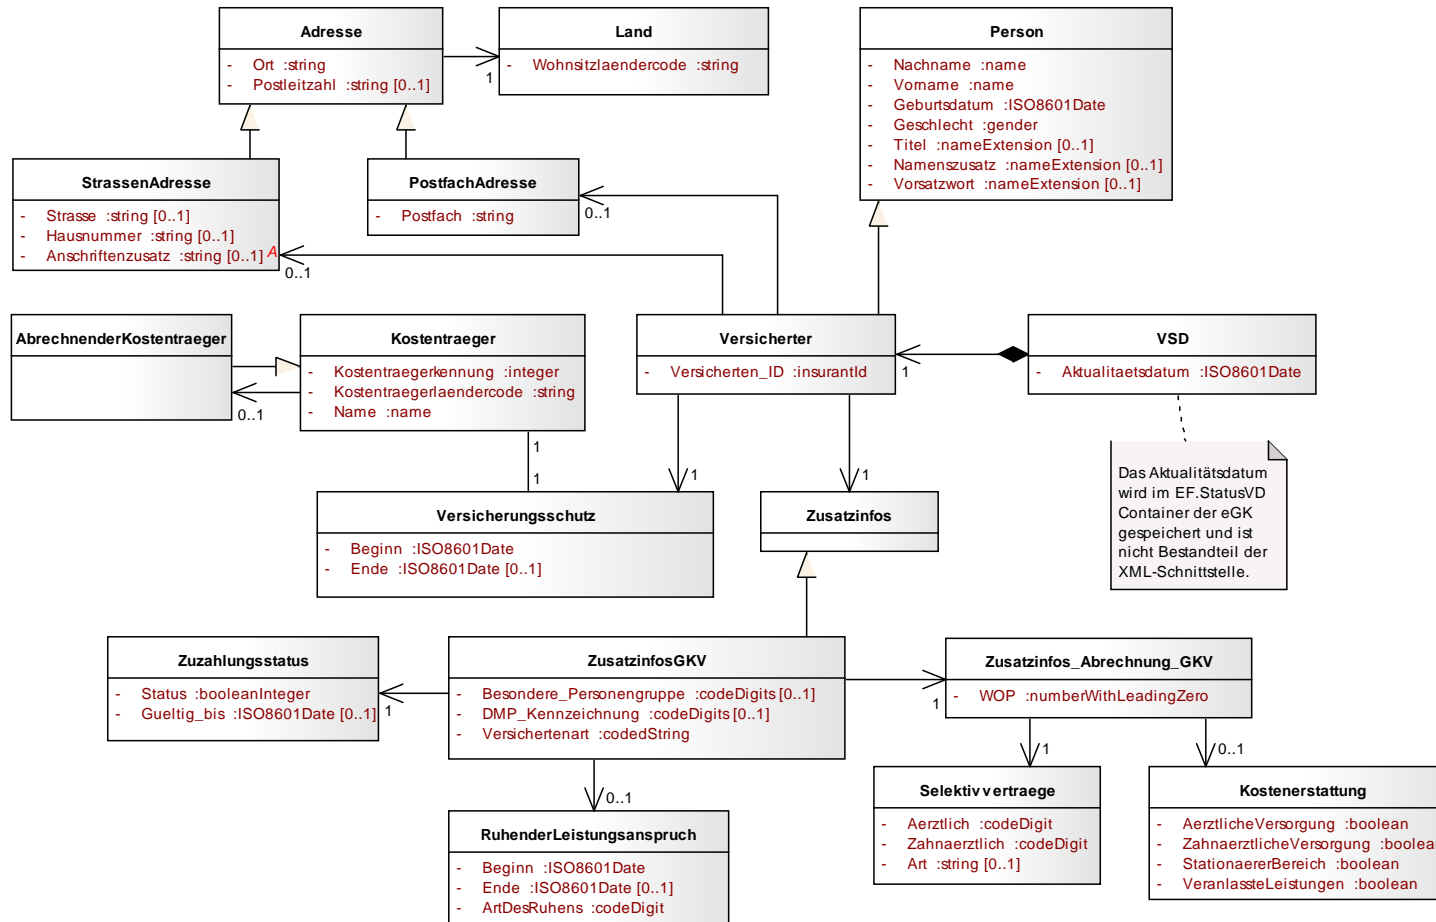 Adresse
- Ort :string
- Postleitzahl :string [0..1]
Land
- Wohnsitzlaendercode :string
1
Person
- Nachname :name
- Vorname :name
- Geburtsdatum :ISO8601Date
- Geschlecht :gender
- Titel :nameExtension [0..1]
- Namenszusatz :nameExtension [0..1]
- Vorsatzwort :nameExtension [0..1]
StrassenAdresse
- Strasse :string [0..1]
- Hausnummer :string [0..1]
- Anschriftenzusatz :string [0..1]
A
0..1
PostfachAdresse
- Postfach :string
0..1
AbrechnenderKostentraeger
0..1
Kostentraeger
- Kostentraegerkennung :integer
- Kostentraegerlaendercode :string
- Name :name
1
1
Versicherter
- Versicherten_ID :insurantId
1
VSD
- Aktualitaetsdatum :ISO8601Date
1
1
Das Aktualitätsdatum
wird im EF.StatusVD
Container der eGK
gespeichert und ist
nicht Bestandteil der
XML-Schnittstelle.
Versicherungsschutz
- Beginn :ISO8601Date
- Ende :ISO8601Date [0..1]
Zusatzinfos
Zuzahlungsstatus
- Status :booleanInteger
- Gueltig_bis :ISO8601Date [0..1]
1
ZusatzinfosGKV
- Besondere_Personengruppe :codeDigits [0..1]
- DMP_Kennzeichnung :codeDigits [0..1]
- Versichertenart :codedString
1
Zusatzinfos_Abrechnung_GKV
- WOP :numberWithLeadingZero
0..1
1
0..1
RuhenderLeistungsanspruch
- Beginn :ISO8601Date
- Ende :ISO8601Date [0..1]
- ArtDesRuhens :codeDigit
Selektivvertraege
- Aerztlich :codeDigit
- Zahnaerztlich :codeDigit
- Art :string [0..1]
Kostenerstattung
- AerztlicheVersorgung :boolean
- ZahnaerztlicheVersorgung :boolean
- StationaererBereich :boolean
- VeranlassteLeistungen :boolean